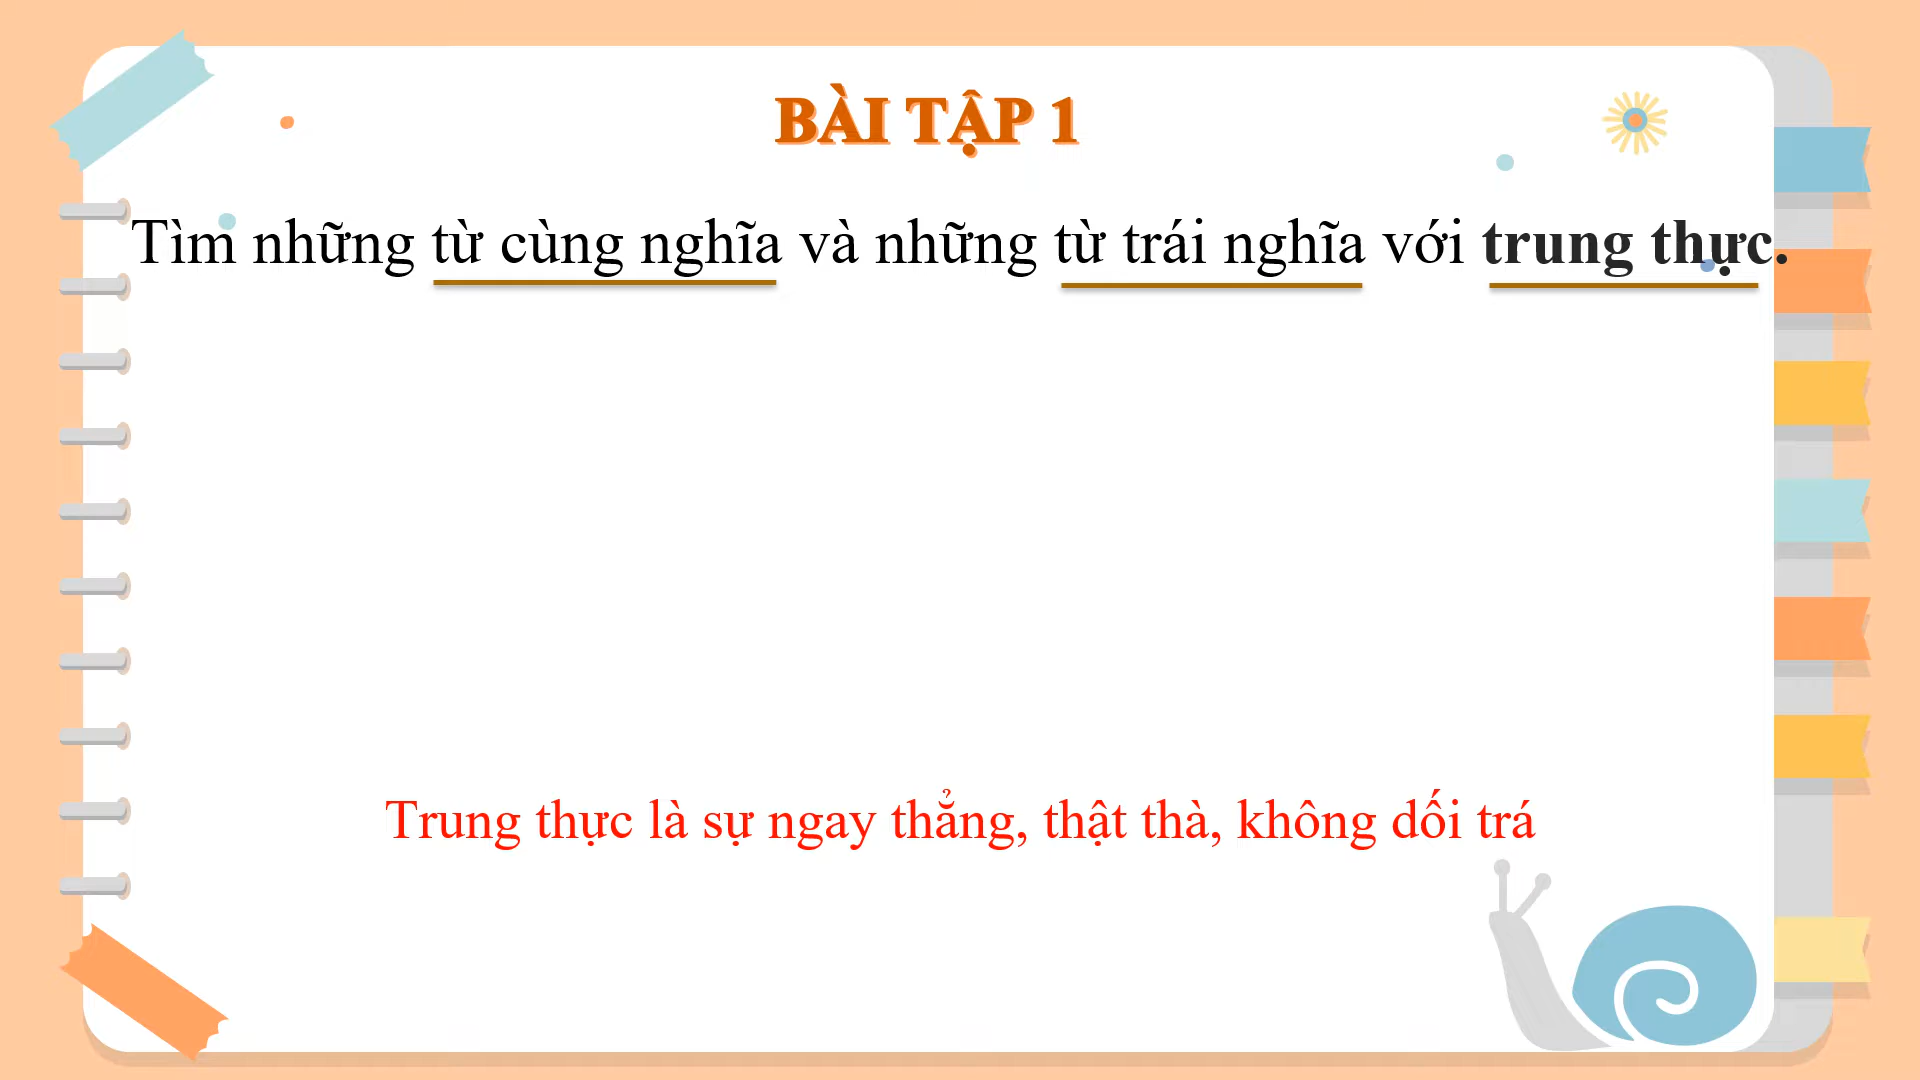 BÀI TẬP 1
Tìm những từ cùng nghĩa và những từ trái nghĩa với trung thực.
Trung thực là sự ngay thẳng, thật thà, không dối trá